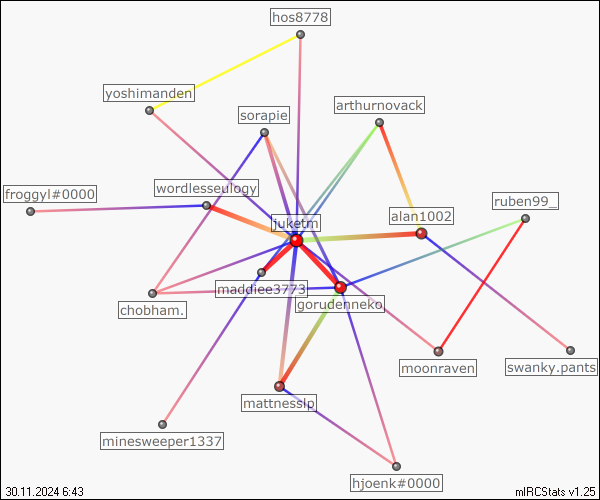 hos8778
yoshimanden
arthurnovack
sorapie
froggyl#0000
wordlesseulogy
ruben99_
juketm
alan1002
maddiee3773
gorudenneko
chobham.
moonraven
swanky.pants
mattnesslp
minesweeper1337
hjoenk#0000
30.11.2024 6:43
mIRCStats v1.25